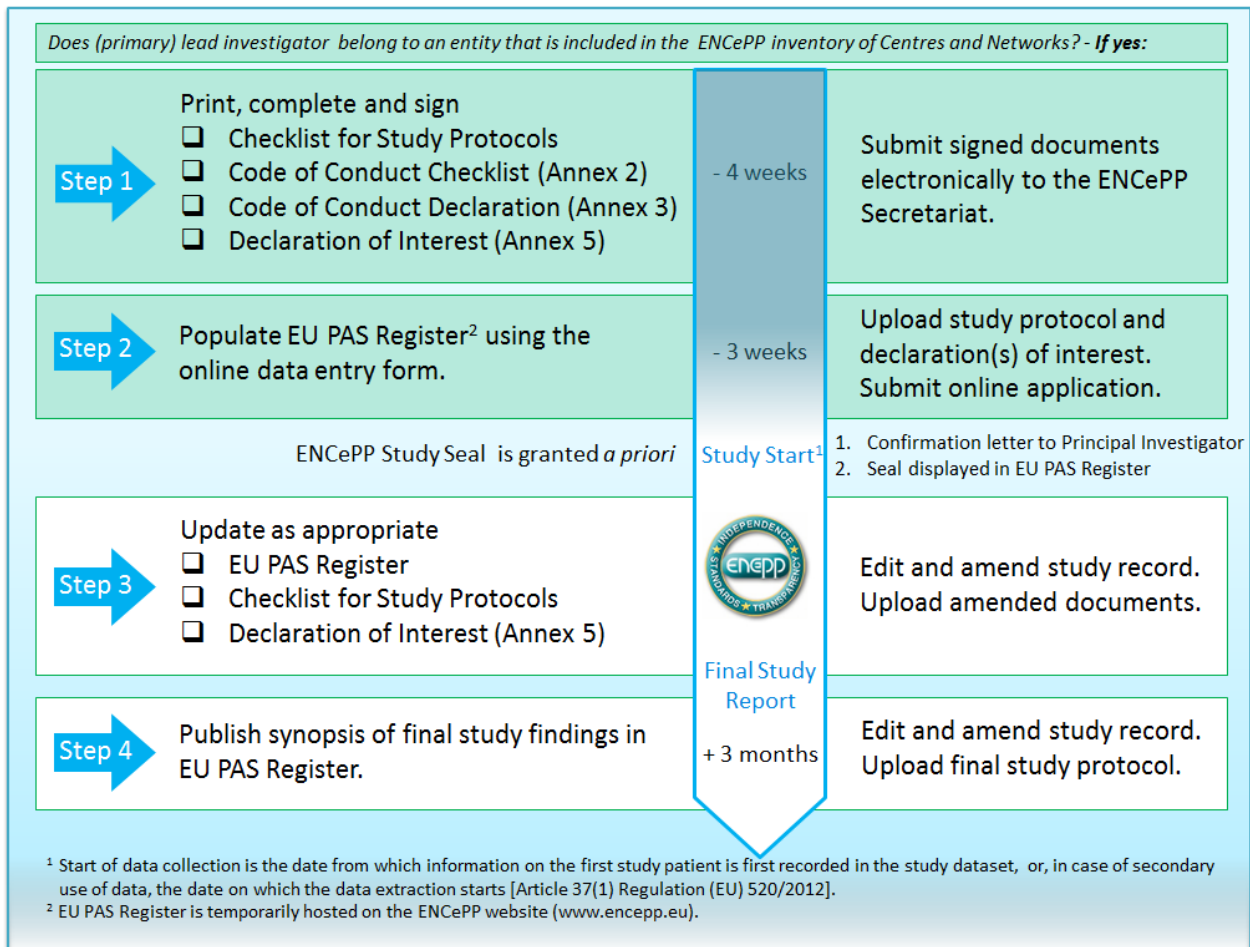 Does (primary) lead investigator belong to an entity that is included in the ENCePP inventory of Centres and Networks? - If yes:
Step 1
Print, complete and sign
❑ Checklist for Study Protocols
❑ Code of Conduct Checklist (Annex 2)
❑ Code of Conduct Declaration (Annex 3)
❑ Declaration of Interest (Annex 5)
- 4 weeks
Submit signed documents
electronically to the ENCePP
Secretariat.
Step 2
Populate EU PAS Register² using the
online data entry form.
- 3 weeks
Upload study protocol and
declaration(s) of interest.
Submit online application.
ENCePP Study Seal is granted a priori
Study Start¹
1. Confirmation letter to Principal Investigator
2. Seal displayed in EU PAS Register
Step 3
Update as appropriate
❑ EU PAS Register
❑ Checklist for Study Protocols
❑ Declaration of Interest (Annex 5)
INDEPENDENCE
STANDARDS ★ TRANSPARENCY
ENCePP
Edit and amend study record.
Upload amended documents.
Final Study
Report
Step 4
Publish synopsis of final study findings in
EU PAS Register.
+ 3 months
Edit and amend study record.
Upload final study protocol.
¹ Start of data collection is the date from which information on the first study patient is first recorded in the study dataset, or, in case of secondary
use of data, the date on which the data extraction starts [Article 37(1) Regulation (EU) 520/2012].
² EU PAS Register is temporarily hosted on the ENCePP website (www.encepp.eu).